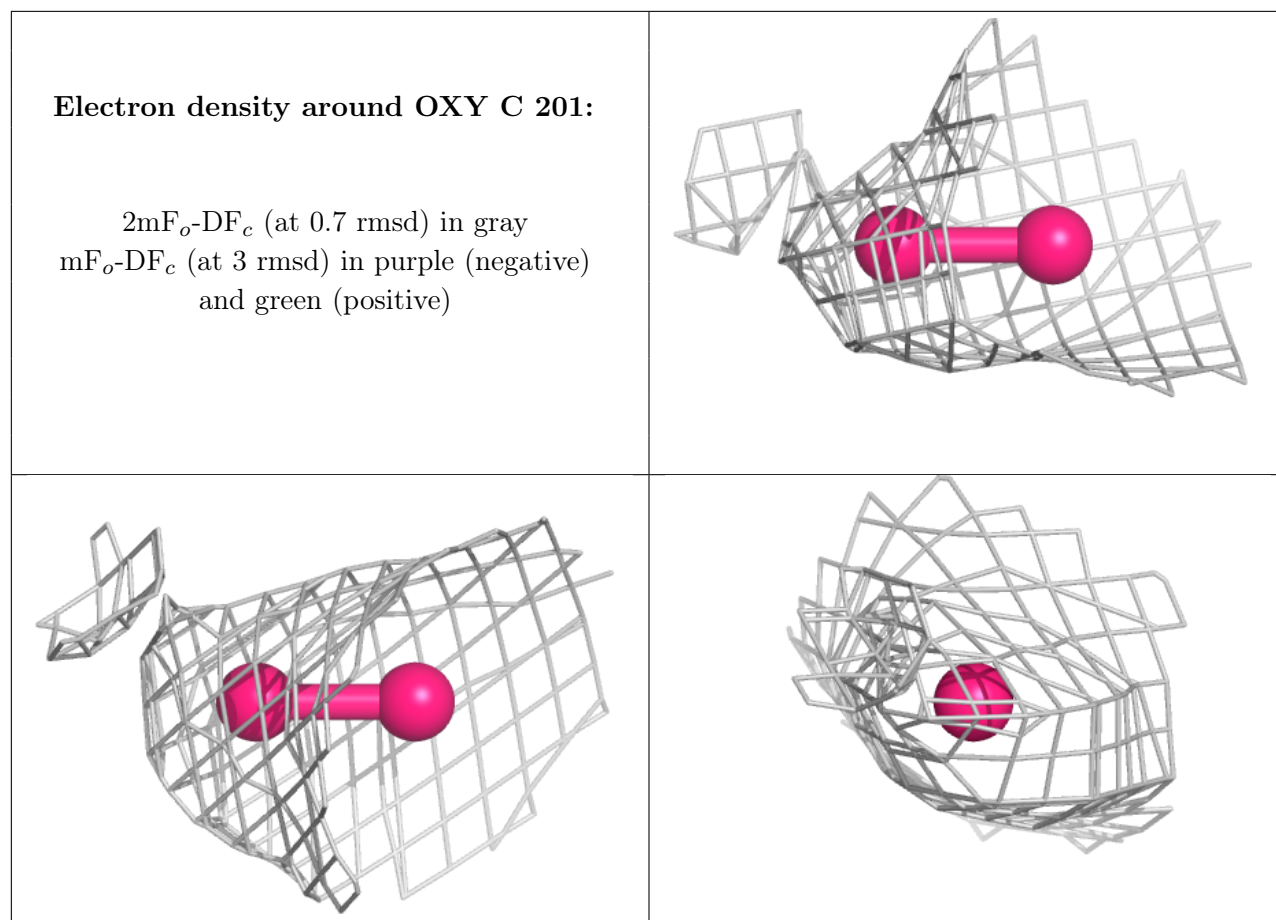 Electron density around OXY C 201:
2mFo-DFc (at 0.7 rmsd) in gray
mFo-DFc (at 3 rmsd) in purple (negative)
and green (positive)